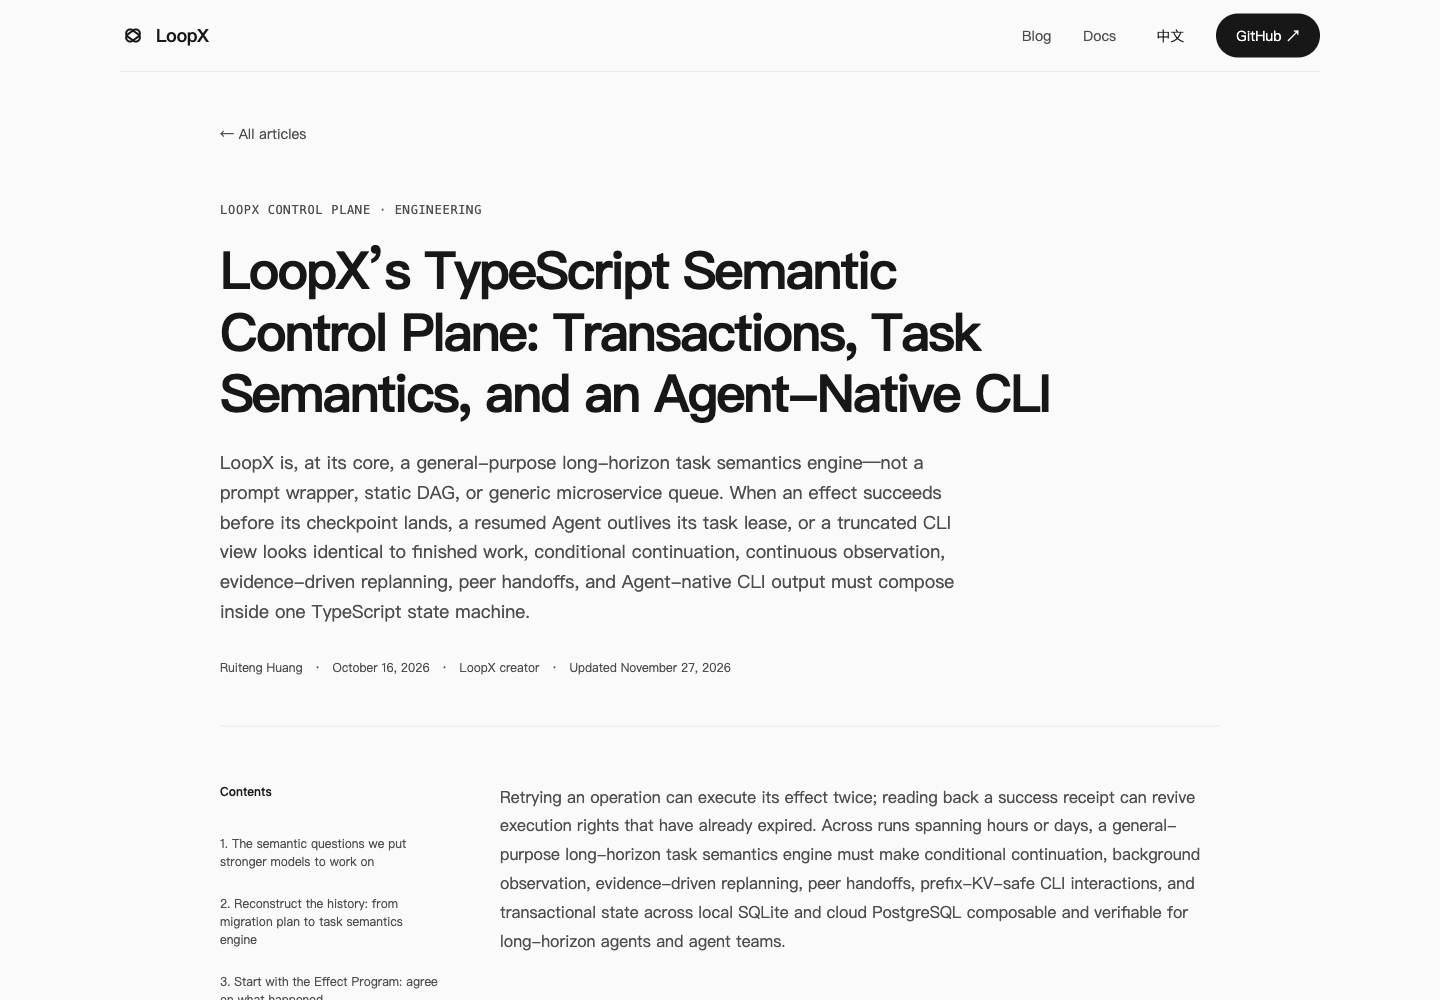 LoopX
Blog
Docs
中文
GitHub ↗
← All articles
LOOPX CONTROL PLANE · ENGINEERING
LoopX’s TypeScript Semantic
Control Plane: Transactions, Task
Semantics, and an Agent-Native CLI
LoopX is, at its core, a general-purpose long-horizon task semantics engine—not a
prompt wrapper, static DAG, or generic microservice queue. When an effect succeeds
before its checkpoint lands, a resumed Agent outlives its task lease, or a truncated CLI
view looks identical to finished work, conditional continuation, continuous observation,
evidence-driven replanning, peer handoffs, and Agent-native CLI output must compose
inside one TypeScript state machine.
Ruiteng Huang · October 16, 2026 · LoopX creator · Updated November 27, 2026
Contents
1. The semantic questions we put
stronger models to work on
2. Reconstruct the history: from
migration plan to task semantics
engine
3. Start with the Effect Program: agree
on what happened
Retrying an operation can execute its effect twice; reading back a success receipt can revive
execution rights that have already expired. Across runs spanning hours or days, a general-
purpose long-horizon task semantics engine must make conditional continuation, background
observation, evidence-driven replanning, peer handoffs, prefix-KV-safe CLI interactions, and
transactional state across local SQLite and cloud PostgreSQL composable and verifiable for
long-horizon agents and agent teams.